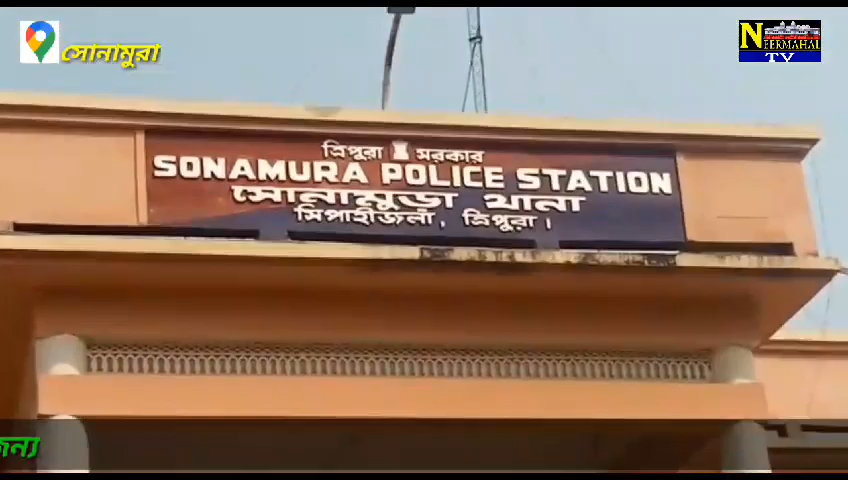 সোনামুরা
NEERMAHAL
TV
ত্রিপুরা সরকার
SONAMURA POLICE STATION
সোনামুড়া থানা
সিপাহীজলা, ত্রিপুরা।
জন্য